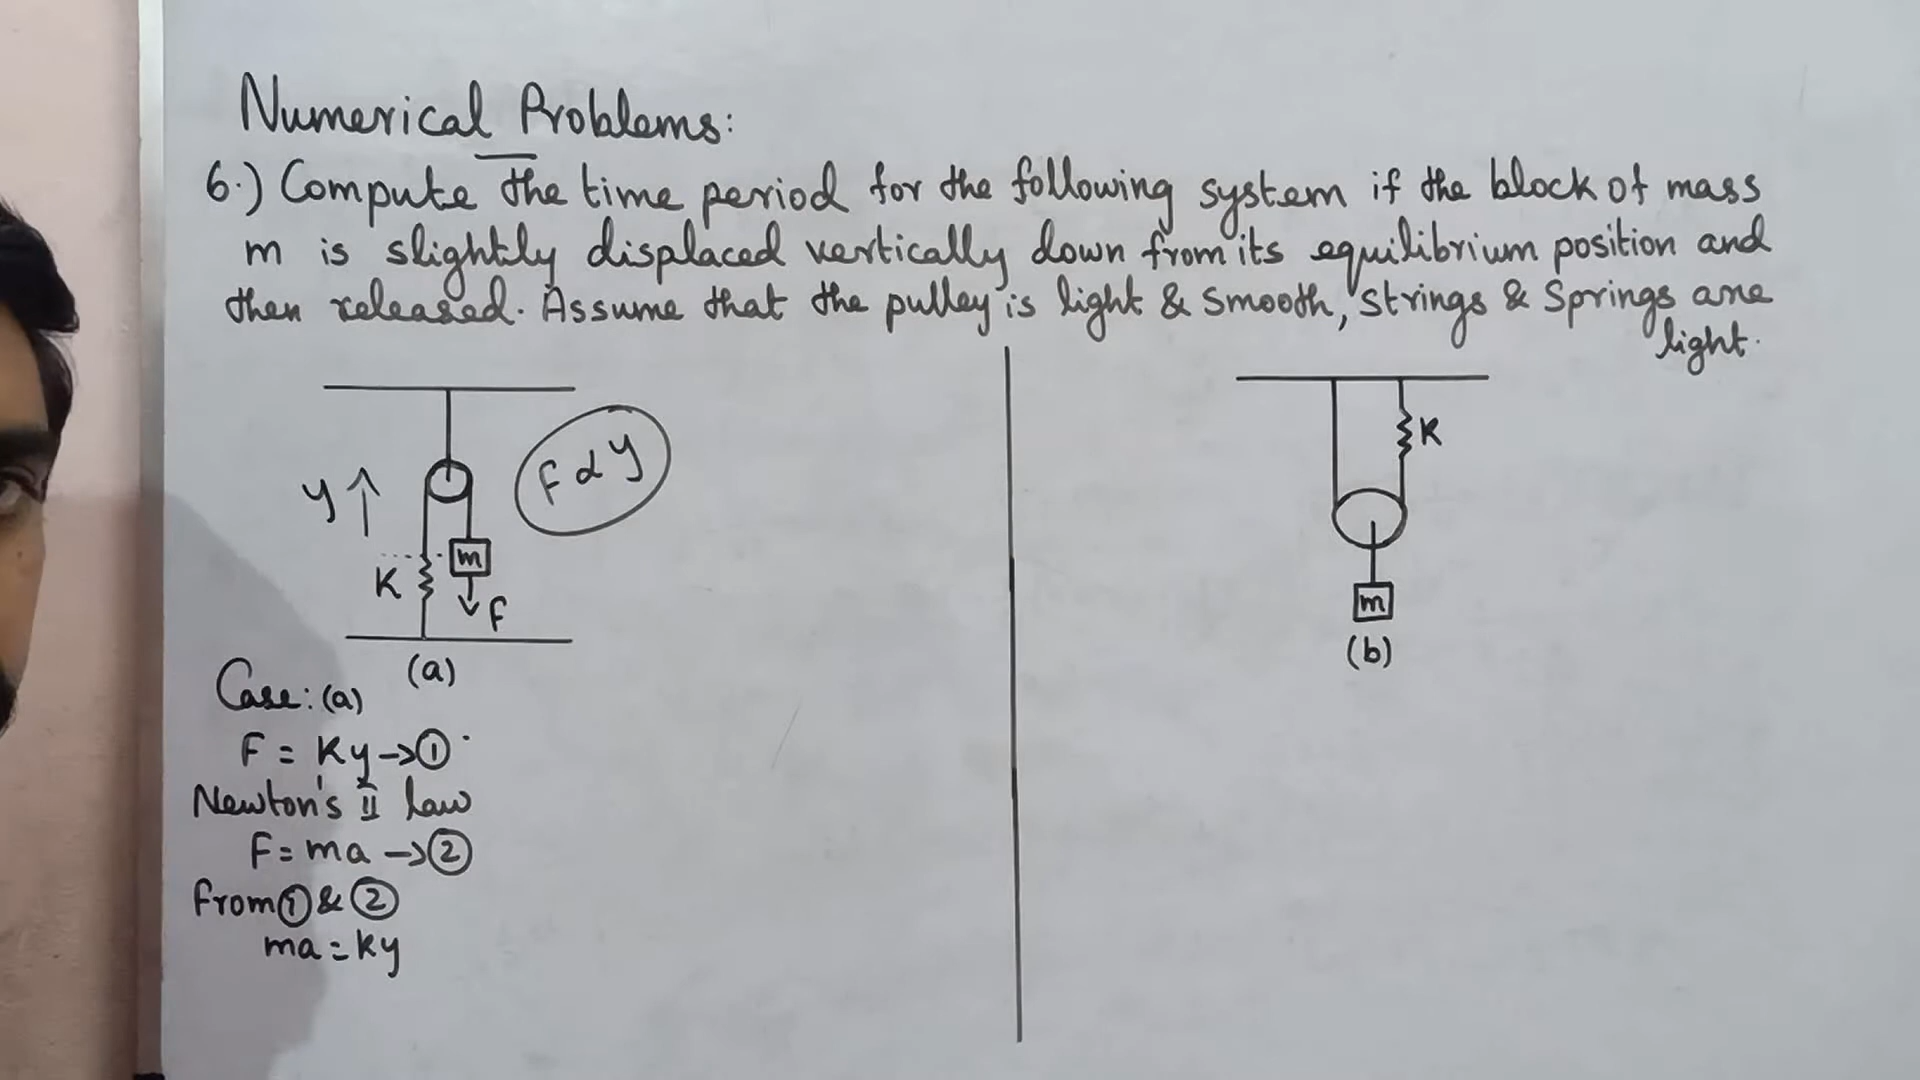 Numerical Problems:
6.) Compute the time period for the following system if the block of mass
m is slightly displaced vertically down from its equilibrium position and
then released. Assume that the pulley is light & smooth, strings & springs are
light.
y
F α y
K
m
F
(a)
Case: (a)
F = Ky → ①
Newton's II law
F = ma → ②
From ① & ②
ma = ky
K
m
(b)